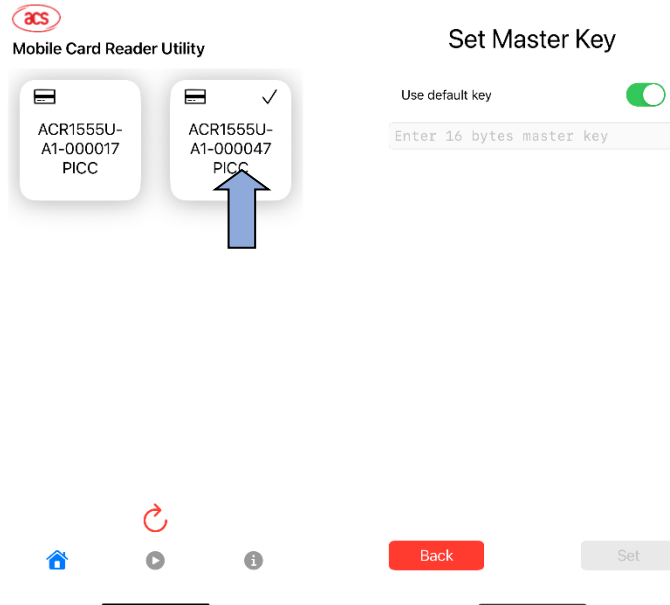 acs
Mobile Card Reader Utility
ACR1555U-
A1-000017
PICC
ACR1555U-
A1-000047
PICC
Set Master Key
Use default key
Enter 16 bytes master key
Back
Set